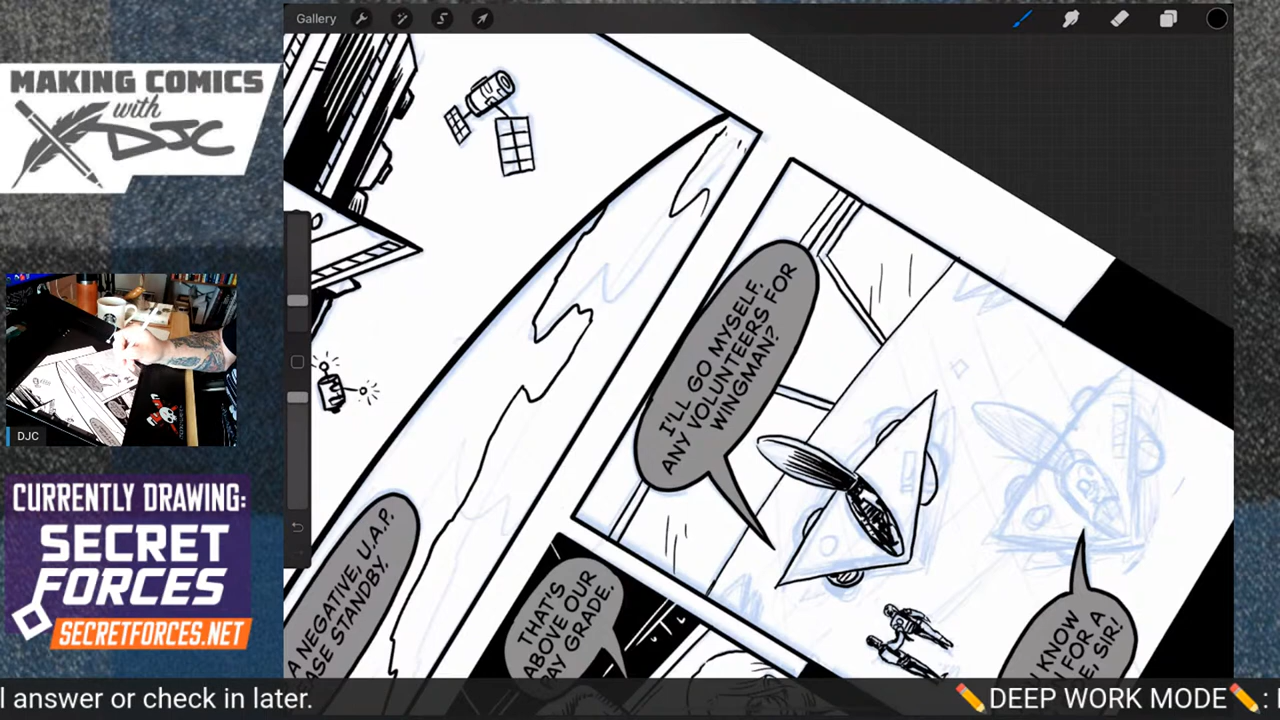 Gallery
MAKING COMICS
with
DJC
DJC
CURRENTLY DRAWING:
SECRET
FORCES
SECRETFORCES.NET
I'LL GO MYSELF.
ANY VOLUNTEERS FOR
WINGMAN?
A NEGATIVE, U.A.P.
ASE STANDBY.
THAT'S
ABOVE OUR
PAY GRADE.
KNOW
FOR A
E, SIR!
l answer or check in later.
✏️DEEP WORK MODE✏️: